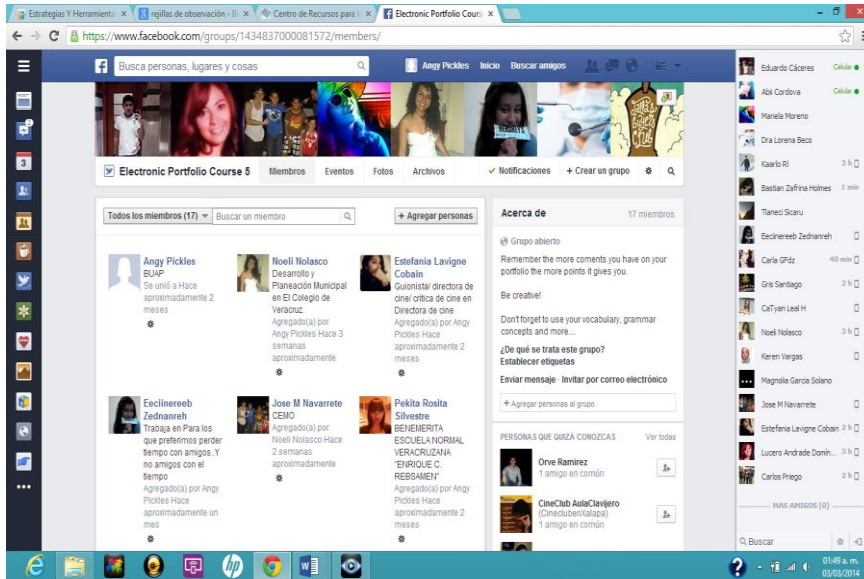 Estrategias Y Herramienta
rejillas de observación - B
Centro de Recursos para l
Electronic Portfolio Cours
https://www.facebook.com/groups/1434837000081572/members/
Busca personas, lugares y cosas
Angy Pickles Inicio Buscar amigos
Electronic Portfolio Course 5
Miembros
Eventos
Fotos
Archivos
Notificaciones
+ Crear un grupo
Todos los miembros (17)
Buscar un miembro
+ Agregar personas
Angy Pickles
BUAP
Se unió a Hace
aproximadamente 2
meses
Noeli Nolasco
Desarrollo y
Planeación Municipal
en El Colegio de
Veracruz
Agregado(a) por
Angy Pickles Hace 3
semanas
aproximadamente
Estefania Lavigne
Cobain
Guionista/ directora de
cine/ critica de cine en
Directora de cine
Agregado(a) por Angy
Pickles Hace
aproximadamente 2
meses
Eeciinereeb
Zednanreh
Trabaja en Para los
que preferimos perder
tiempo con amigos..Y
no amigos con el
tiempo
Agregado(a) por Angy
Pickles Hace
aproximadamente un
mes
Jose M Navarrete
CEMO
Agregado(a) por
Noeli Nolasco Hace
2 semanas
aproximadamente
Pekita Rosita
Silvestre
BENEMERITA
ESCUELA NORMAL
VERACRUZANA
"ENRIQUE C.
REBSAMEN"
Agregado(a) por Angy
Pickles Hace
aproximadamente 2
meses
Acerca de
17 miembros
Grupo abierto
Remember the more coments you have on your
portfolio the more points it gives you.
Be creative!
Don't forget to use your vocabulary, grammar
concepts and more....
¿De qué se trata este grupo?
Establecer etiquetas
Enviar mensaje · Invitar por correo electrónico
+ Agregar personas al grupo
PERSONAS QUE QUIZÁ CONOZCAS
Ver todas
Orve Ramirez
1 amigo en común
CineClub AulaClavijero
(CineclubenXalapa)
1 amigo en común
Eduardo Cáceres Celular
Abi Cordova Celular
Mariela Moreno
Dra Lorena Beco
Kaarlo Rl 2 h
Bastian Zafrina Holmes 1 min
Tlaneci Sicaru
Eecinereeb Zednanreh
Carla GFdz 40 min
Gris Santiago 2 h
CaTyan Leal H
Noeli Nolasco 3 h
Keren Vargas
Magnolia Garcia Solano
Jose M Navarrete
Estefania Lavigne Cobain 2 h
Lucero Andrade Domín... 3 h
Carlos Priego 2 h
MÁS AMIGOS (0)
Buscar
01:49 a. m.
03/03/2014